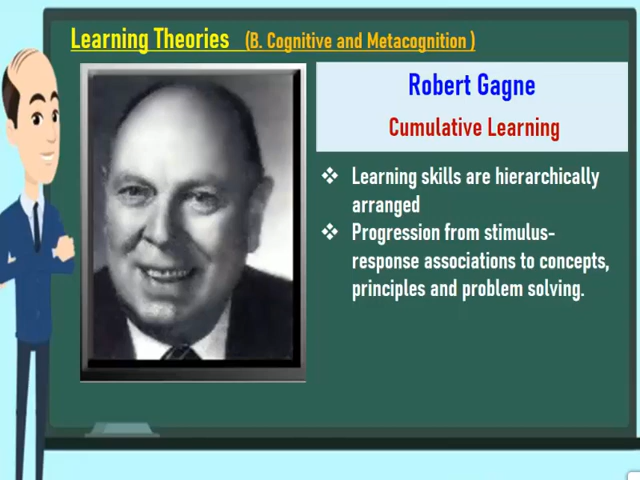 Learning Theories (B. Cognitive and Metacognition )
Robert Gagne
Cumulative Learning
❖ Learning skills are hierarchically
arranged
❖ Progression from stimulus-
response associations to concepts,
principles and problem solving.